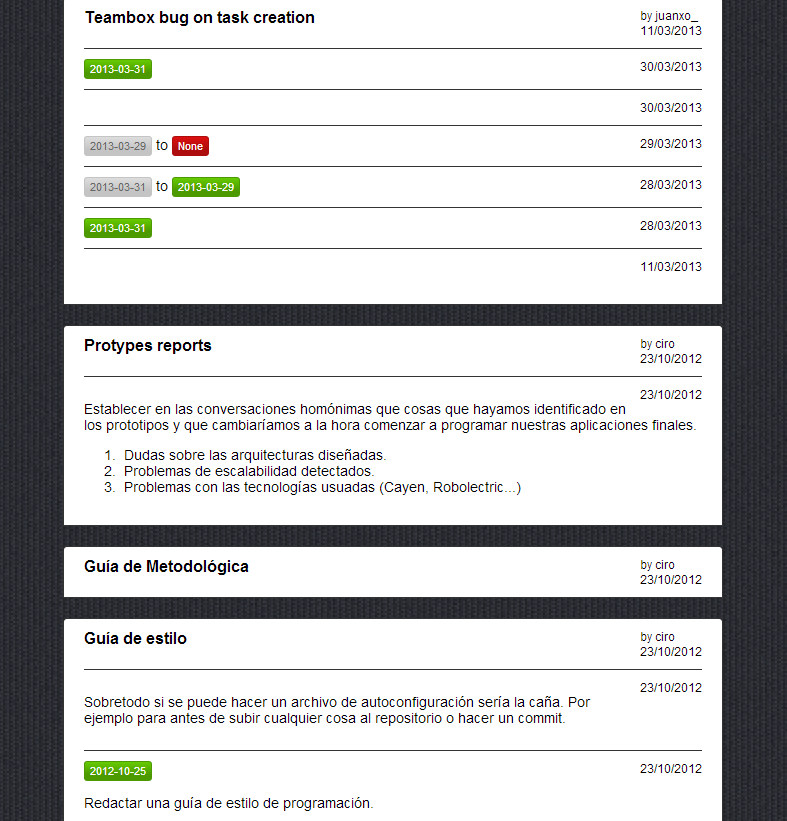 Teambox bug on task creation
by juanxo_
11/03/2013
2013-03-31
30/03/2013
30/03/2013
2013-03-29 to None
29/03/2013
2013-03-31 to 2013-03-29
28/03/2013
2013-03-31
28/03/2013
11/03/2013
Protypes reports
by ciro
23/10/2012
23/10/2012
Establecer en las conversaciones homónimas que cosas que hayamos identificado en
los prototipos y que cambiaríamos a la hora comenzar a programar nuestras aplicaciones finales.
1. Dudas sobre las arquitecturas diseñadas.
2. Problemas de escalabilidad detectados.
3. Problemas con las tecnologías usuadas (Cayen, Robolectric...)
Guía de Metodológica
by ciro
23/10/2012
Guía de estilo
by ciro
23/10/2012
23/10/2012
Sobretodo si se puede hacer un archivo de autoconfiguración sería la caña. Por
ejemplo para antes de subir cualquier cosa al repositorio o hacer un commit.
2012-10-25
23/10/2012
Redactar una guía de estilo de programación.